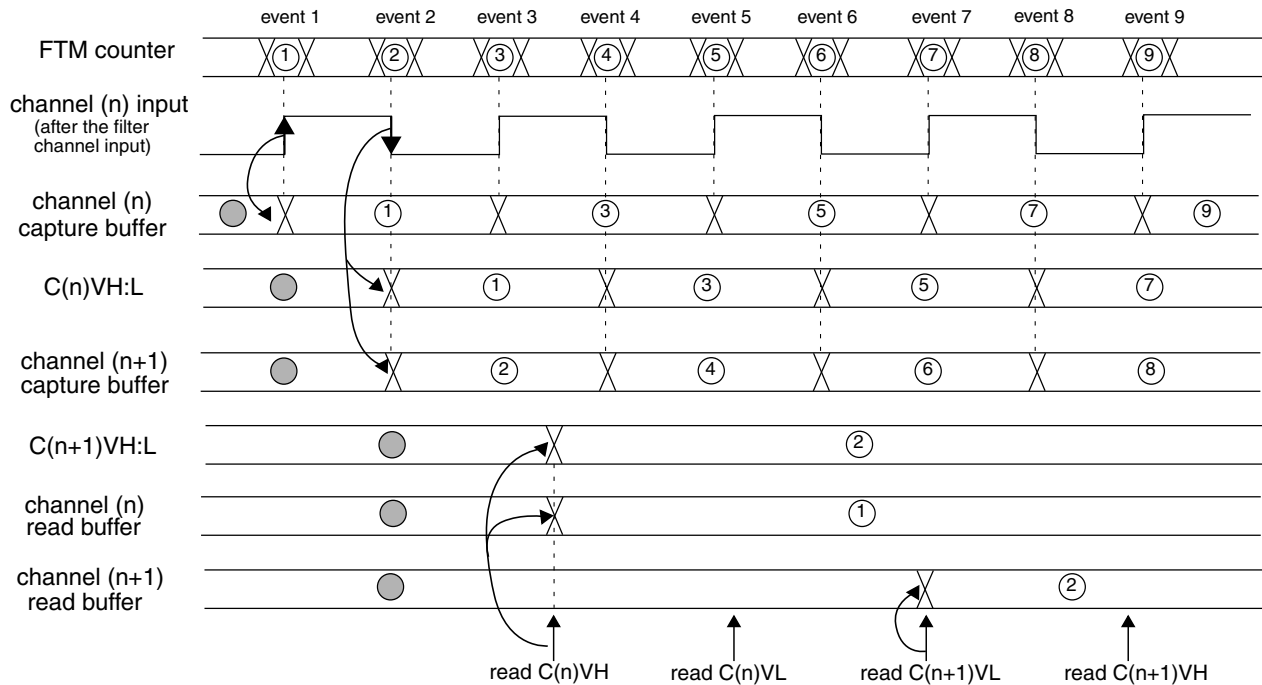 event 1 event 2 event 3 event 4 event 5 event 6 event 7 event 8 event 9
FTM counter
1 2 3 4 5 6 7 8 9
channel (n) input
(after the filter
channel input)
channel (n)
capture buffer
1 3 5 7 9
C(n)VH:L
1 3 5 7
channel (n+1)
capture buffer
2 4 6 8
C(n+1)VH:L
2
channel (n)
read buffer
1
channel (n+1)
read buffer
2
read C(n)VH read C(n)VL read C(n+1)VL read C(n+1)VH